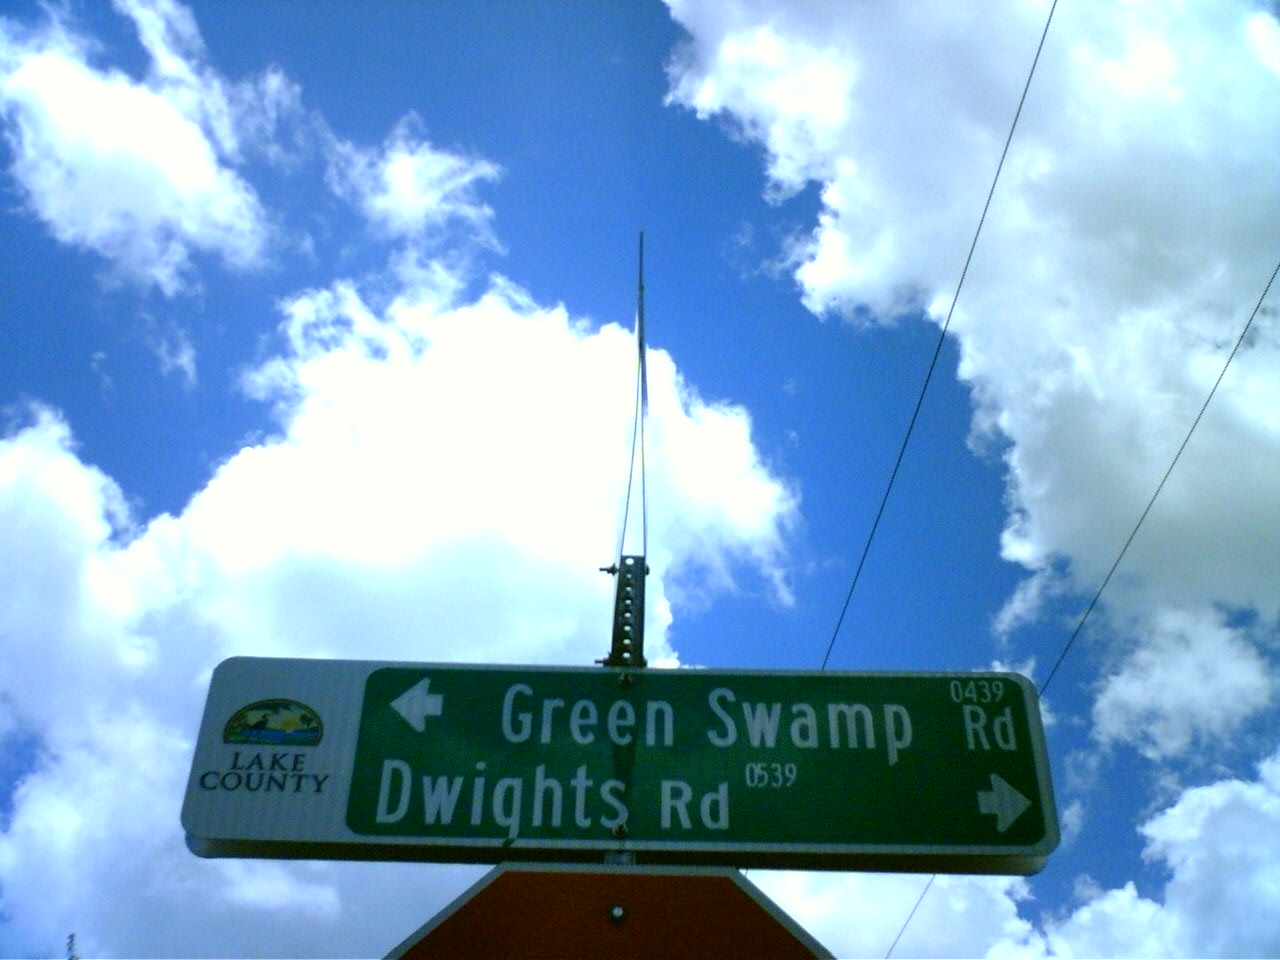 LAKE
COUNTY
Green Swamp Rd 0439
Dwights Rd 0539